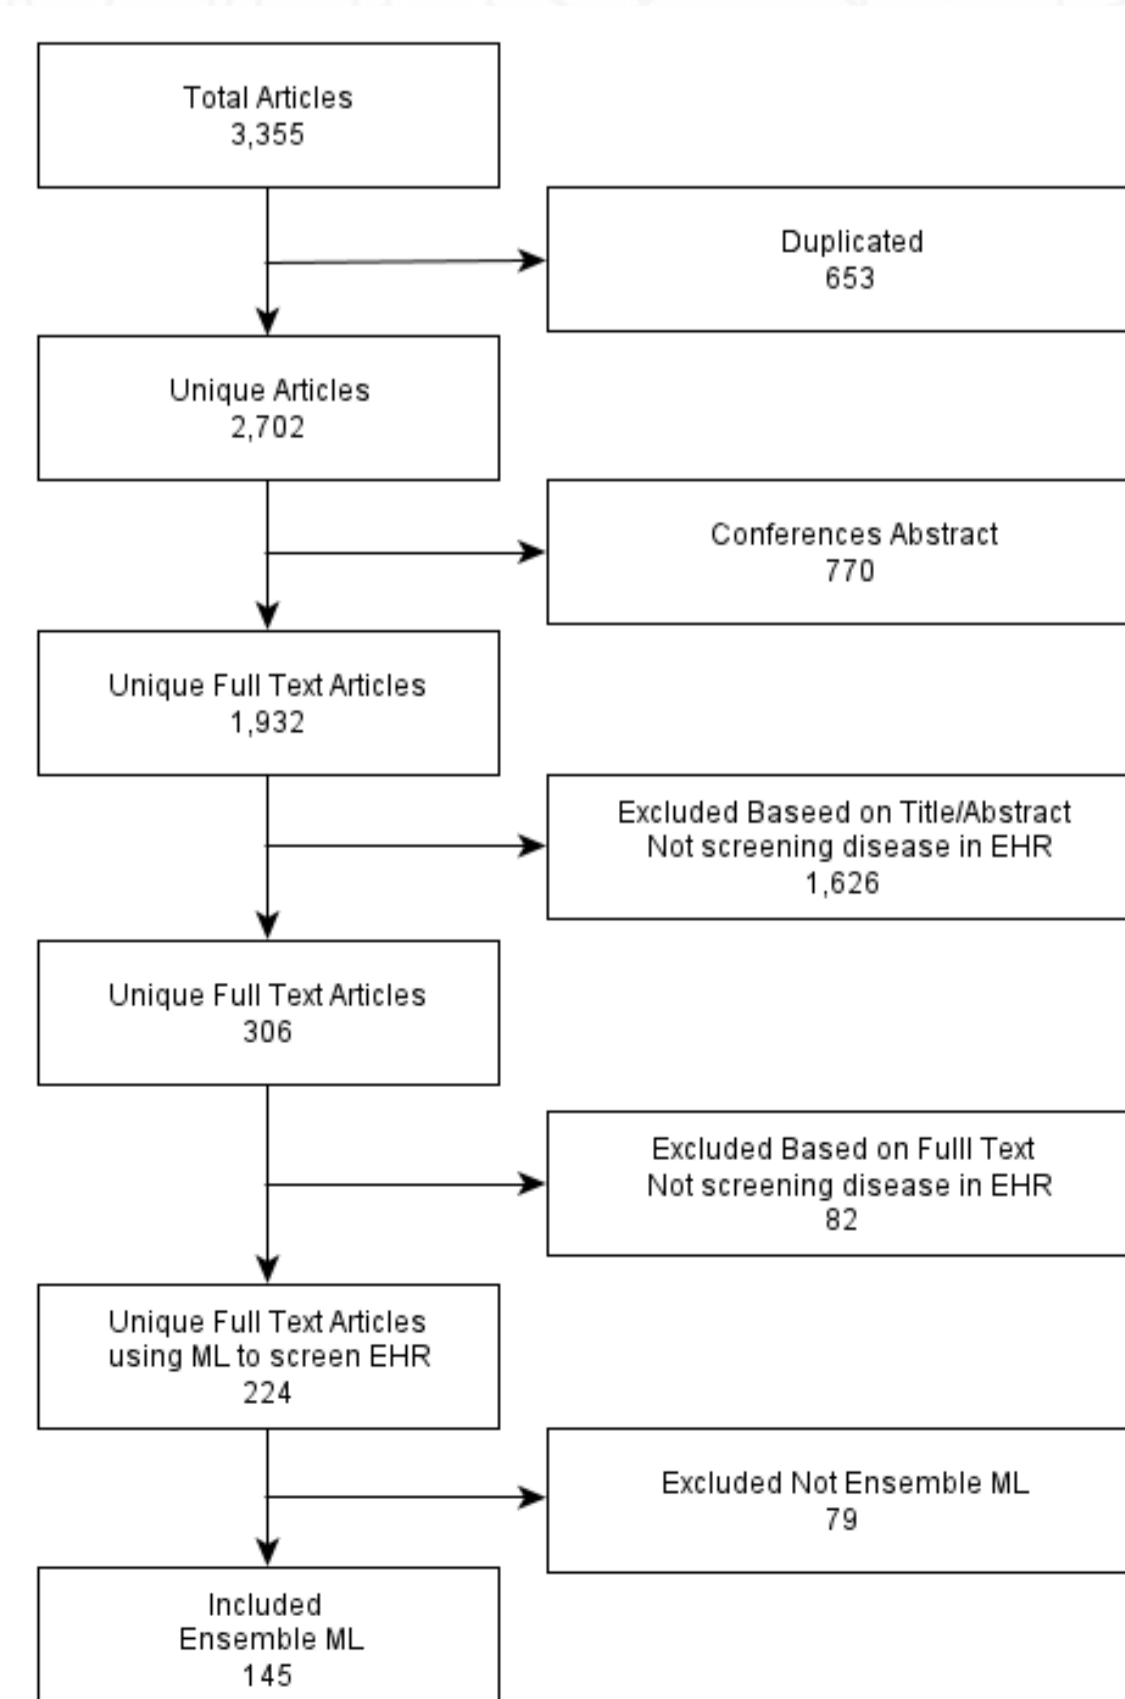 Total Articles
3,355
Duplicated
653
Unique Articles
2,702
Conferences Abstract
770
Unique Full Text Articles
1,932
Excluded Baseed on Title/Abstract
Not screening disease in EHR
1,626
Unique Full Text Articles
306
Excluded Based on Fulll Text
Not screening disease in EHR
82
Unique Full Text Articles
using ML to screen EHR
224
Excluded Not Ensemble ML
79
Included
Ensemble ML
145